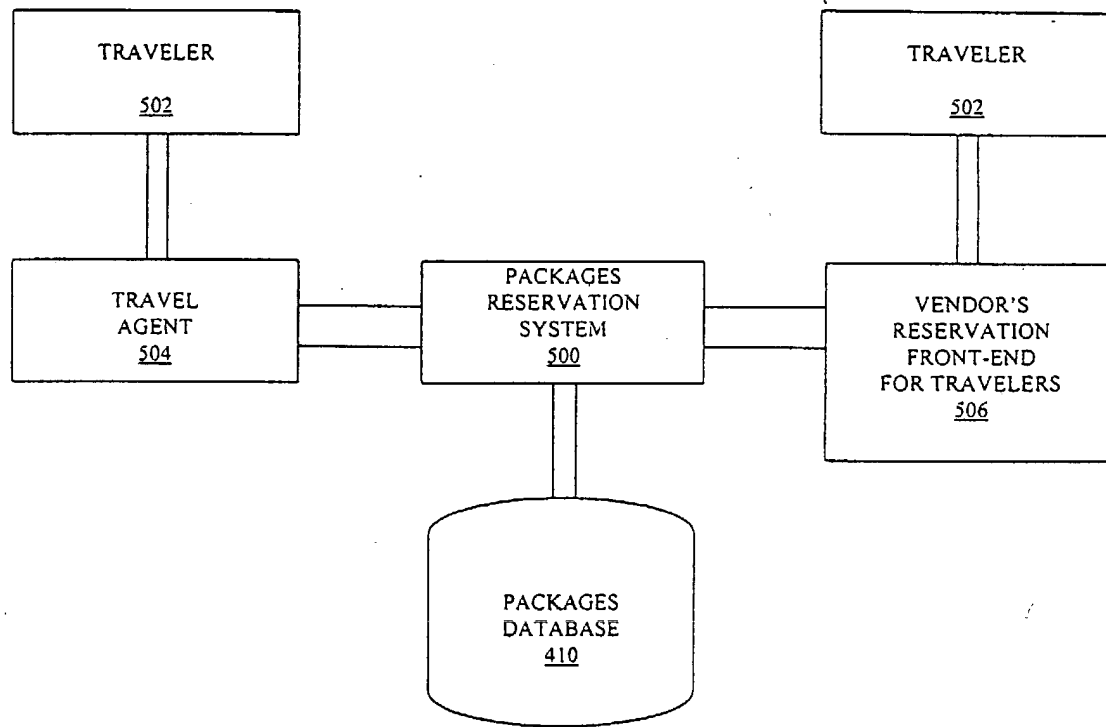 TRAVELER
502
TRAVELER
502
TRAVEL
AGENT
504
PACKAGES
RESERVATION
SYSTEM
500
VENDOR'S
RESERVATION
FRONT-END
FOR TRAVELERS
506
PACKAGES
DATABASE
410